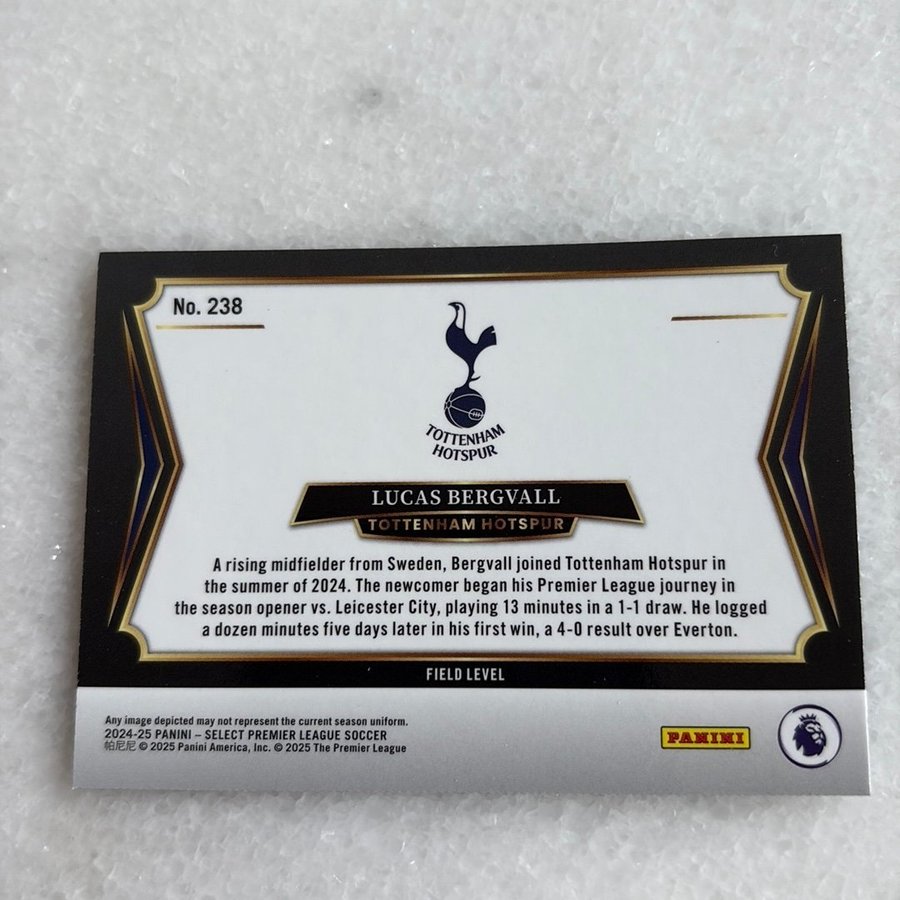 No. 238
TOTTENHAM
HOTSPUR
LUCAS BERGVALL
TOTTENHAM HOTSPUR
A rising midfielder from Sweden, Bergvall joined Tottenham Hotspur in
the summer of 2024. The newcomer began his Premier League journey in
the season opener vs. Leicester City, playing 13 minutes in a 1-1 draw. He logged
a dozen minutes five days later in his first win, a 4-0 result over Everton.
FIELD LEVEL
Any image depicted may not represent the current season uniform.
2024-25 PANINI – SELECT PREMIER LEAGUE SOCCER
帕尼尼 © 2025 Panini America, Inc. © 2025 The Premier League
PANINI